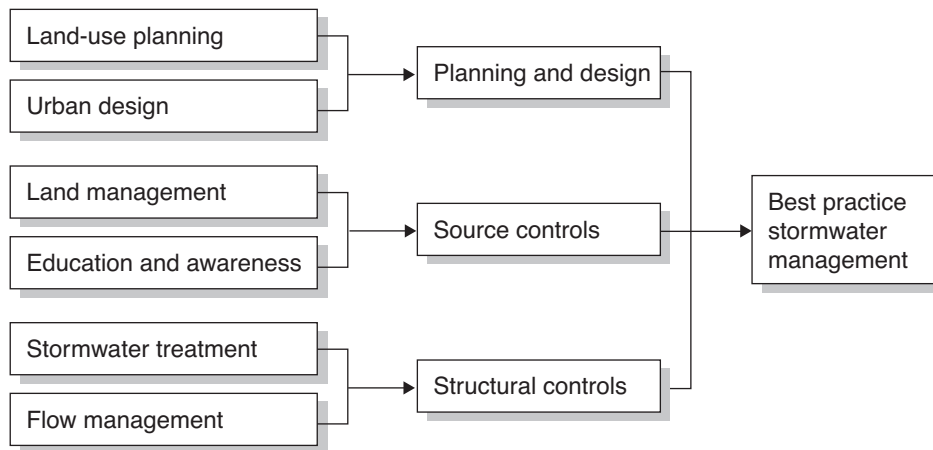 Land-use planning
Urban design
Planning and design
Land management
Education and awareness
Source controls
Stormwater treatment
Flow management
Structural controls
Best practice
stormwater
management